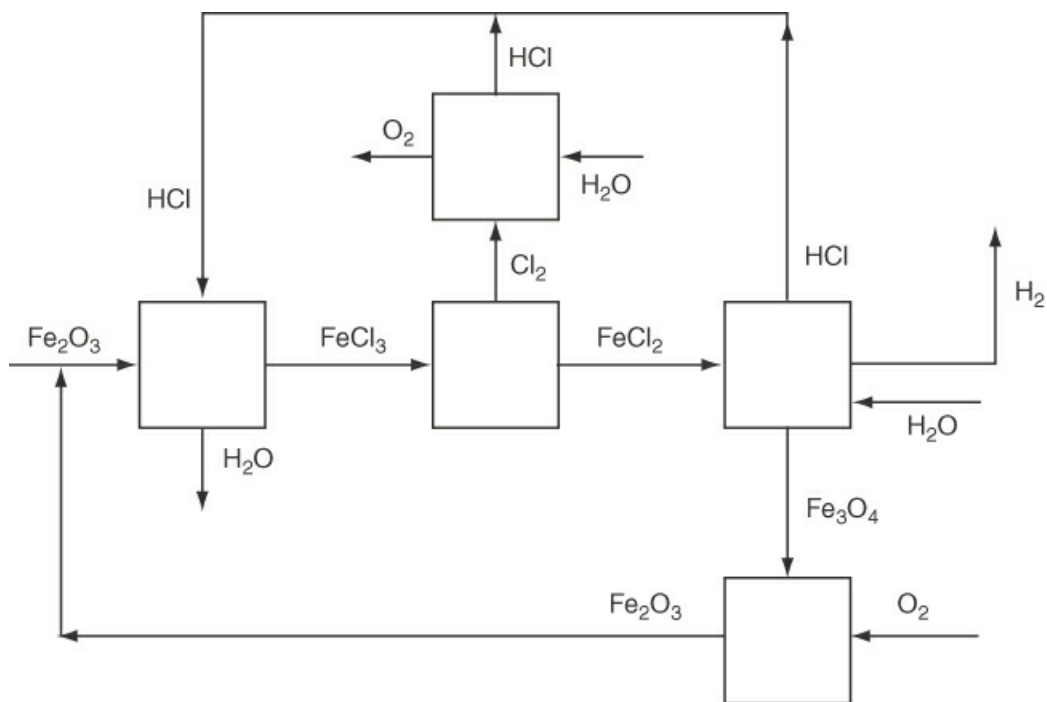 HCl
O₂
H₂O
HCl
Cl₂
HCl
H₂
Fe₂O₃
FeCl₃
FeCl₂
H₂O
H₂O
Fe₃O₄
Fe₂O₃
O₂